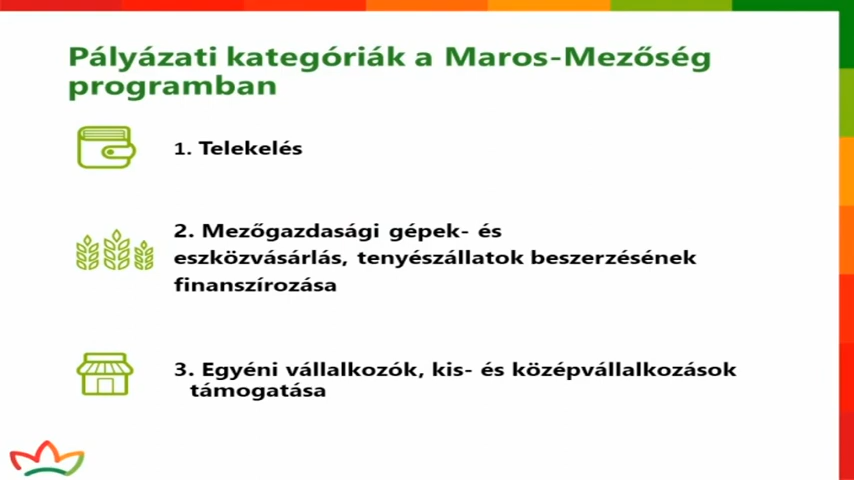 Pályázati kategóriák a Maros-Mezőség
programban
1. Telekelés
2. Mezőgazdasági gépek- és
eszközvásárlás, tenyészállatok beszerzésének
finanszírozása
3. Egyéni vállalkozók, kis- és középvállalkozások
támogatása